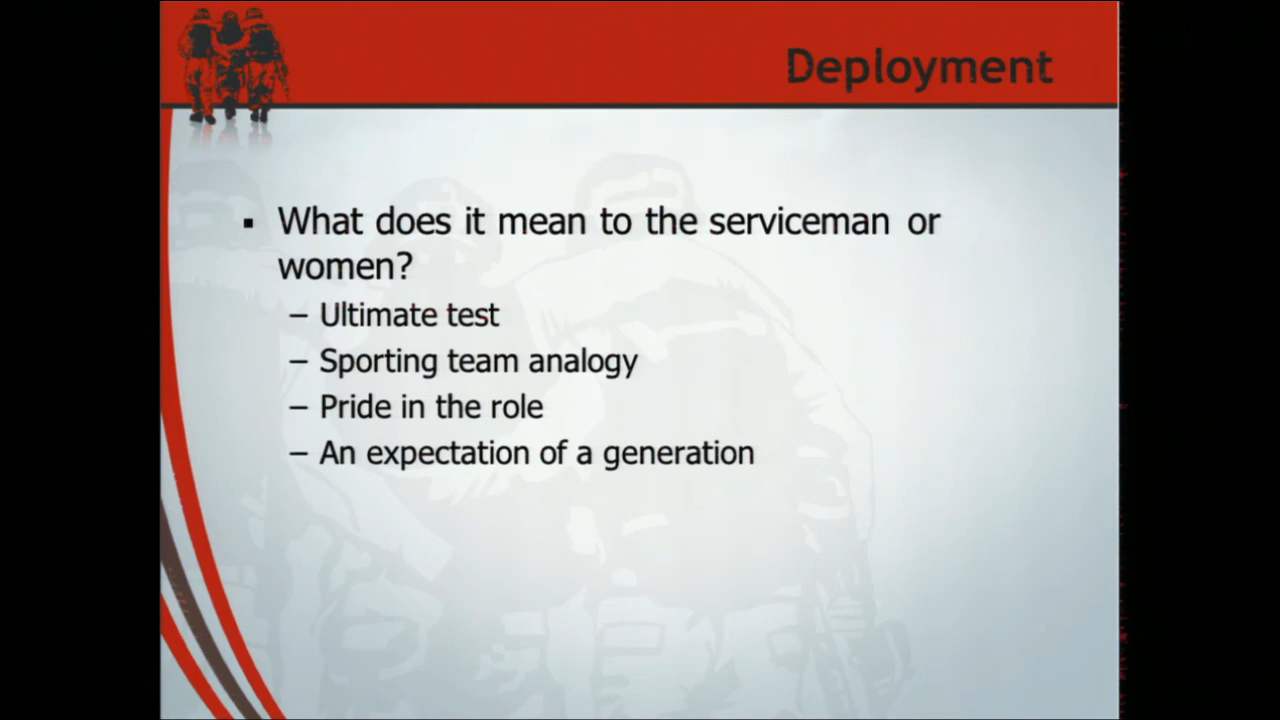 Deployment
▪ What does it mean to the serviceman or
women?
– Ultimate test
– Sporting team analogy
– Pride in the role
– An expectation of a generation